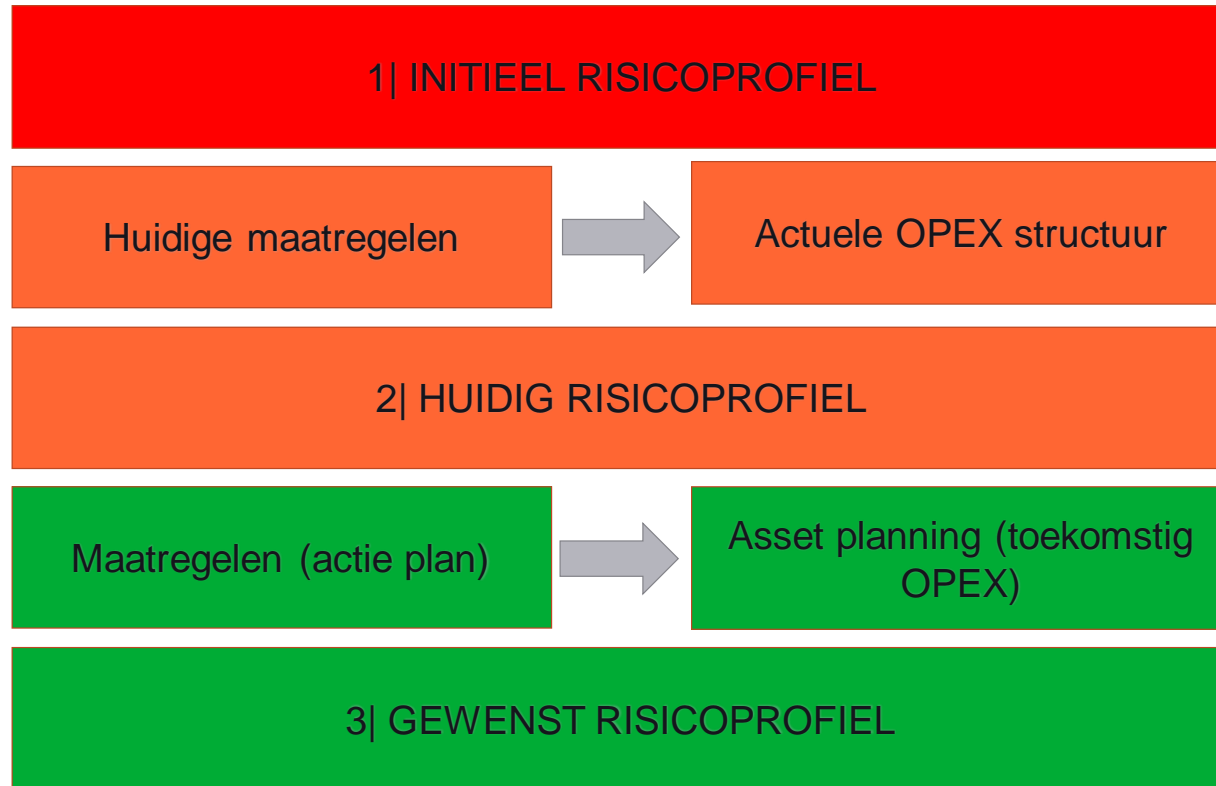 1| INITIEEL RISICOPROFIEL
Huidige maatregelen
Actuele OPEX structuur
2| HUIDIG RISICOPROFIEL
Maatregelen (actie plan)
Asset planning (toekomstig
OPEX)
3| GEWENST RISICOPROFIEL